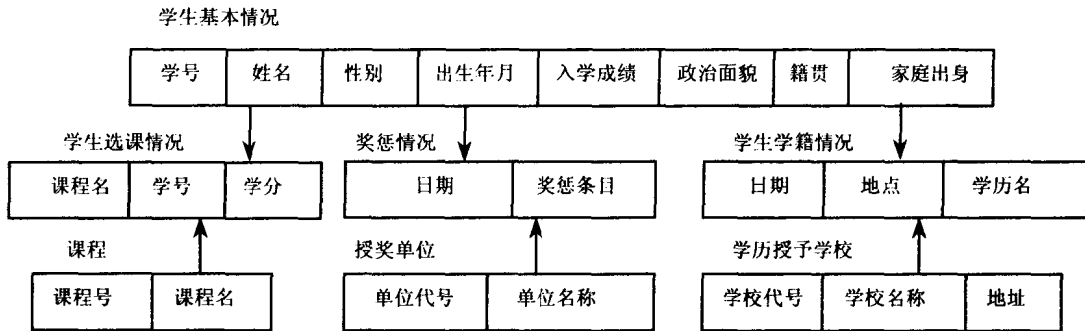 学生基本情况
学号 姓名 性别 出生年月 入学成绩 政治面貌 籍贯 家庭出身
学生选课情况 奖惩情况 学生学籍情况
课程名 学号 学分 日期 奖惩条目 日期 地点 学历名
课程 授奖单位 学历授予学校
课程号 课程名 单位代号 单位名称 学校代号 学校名称 地址